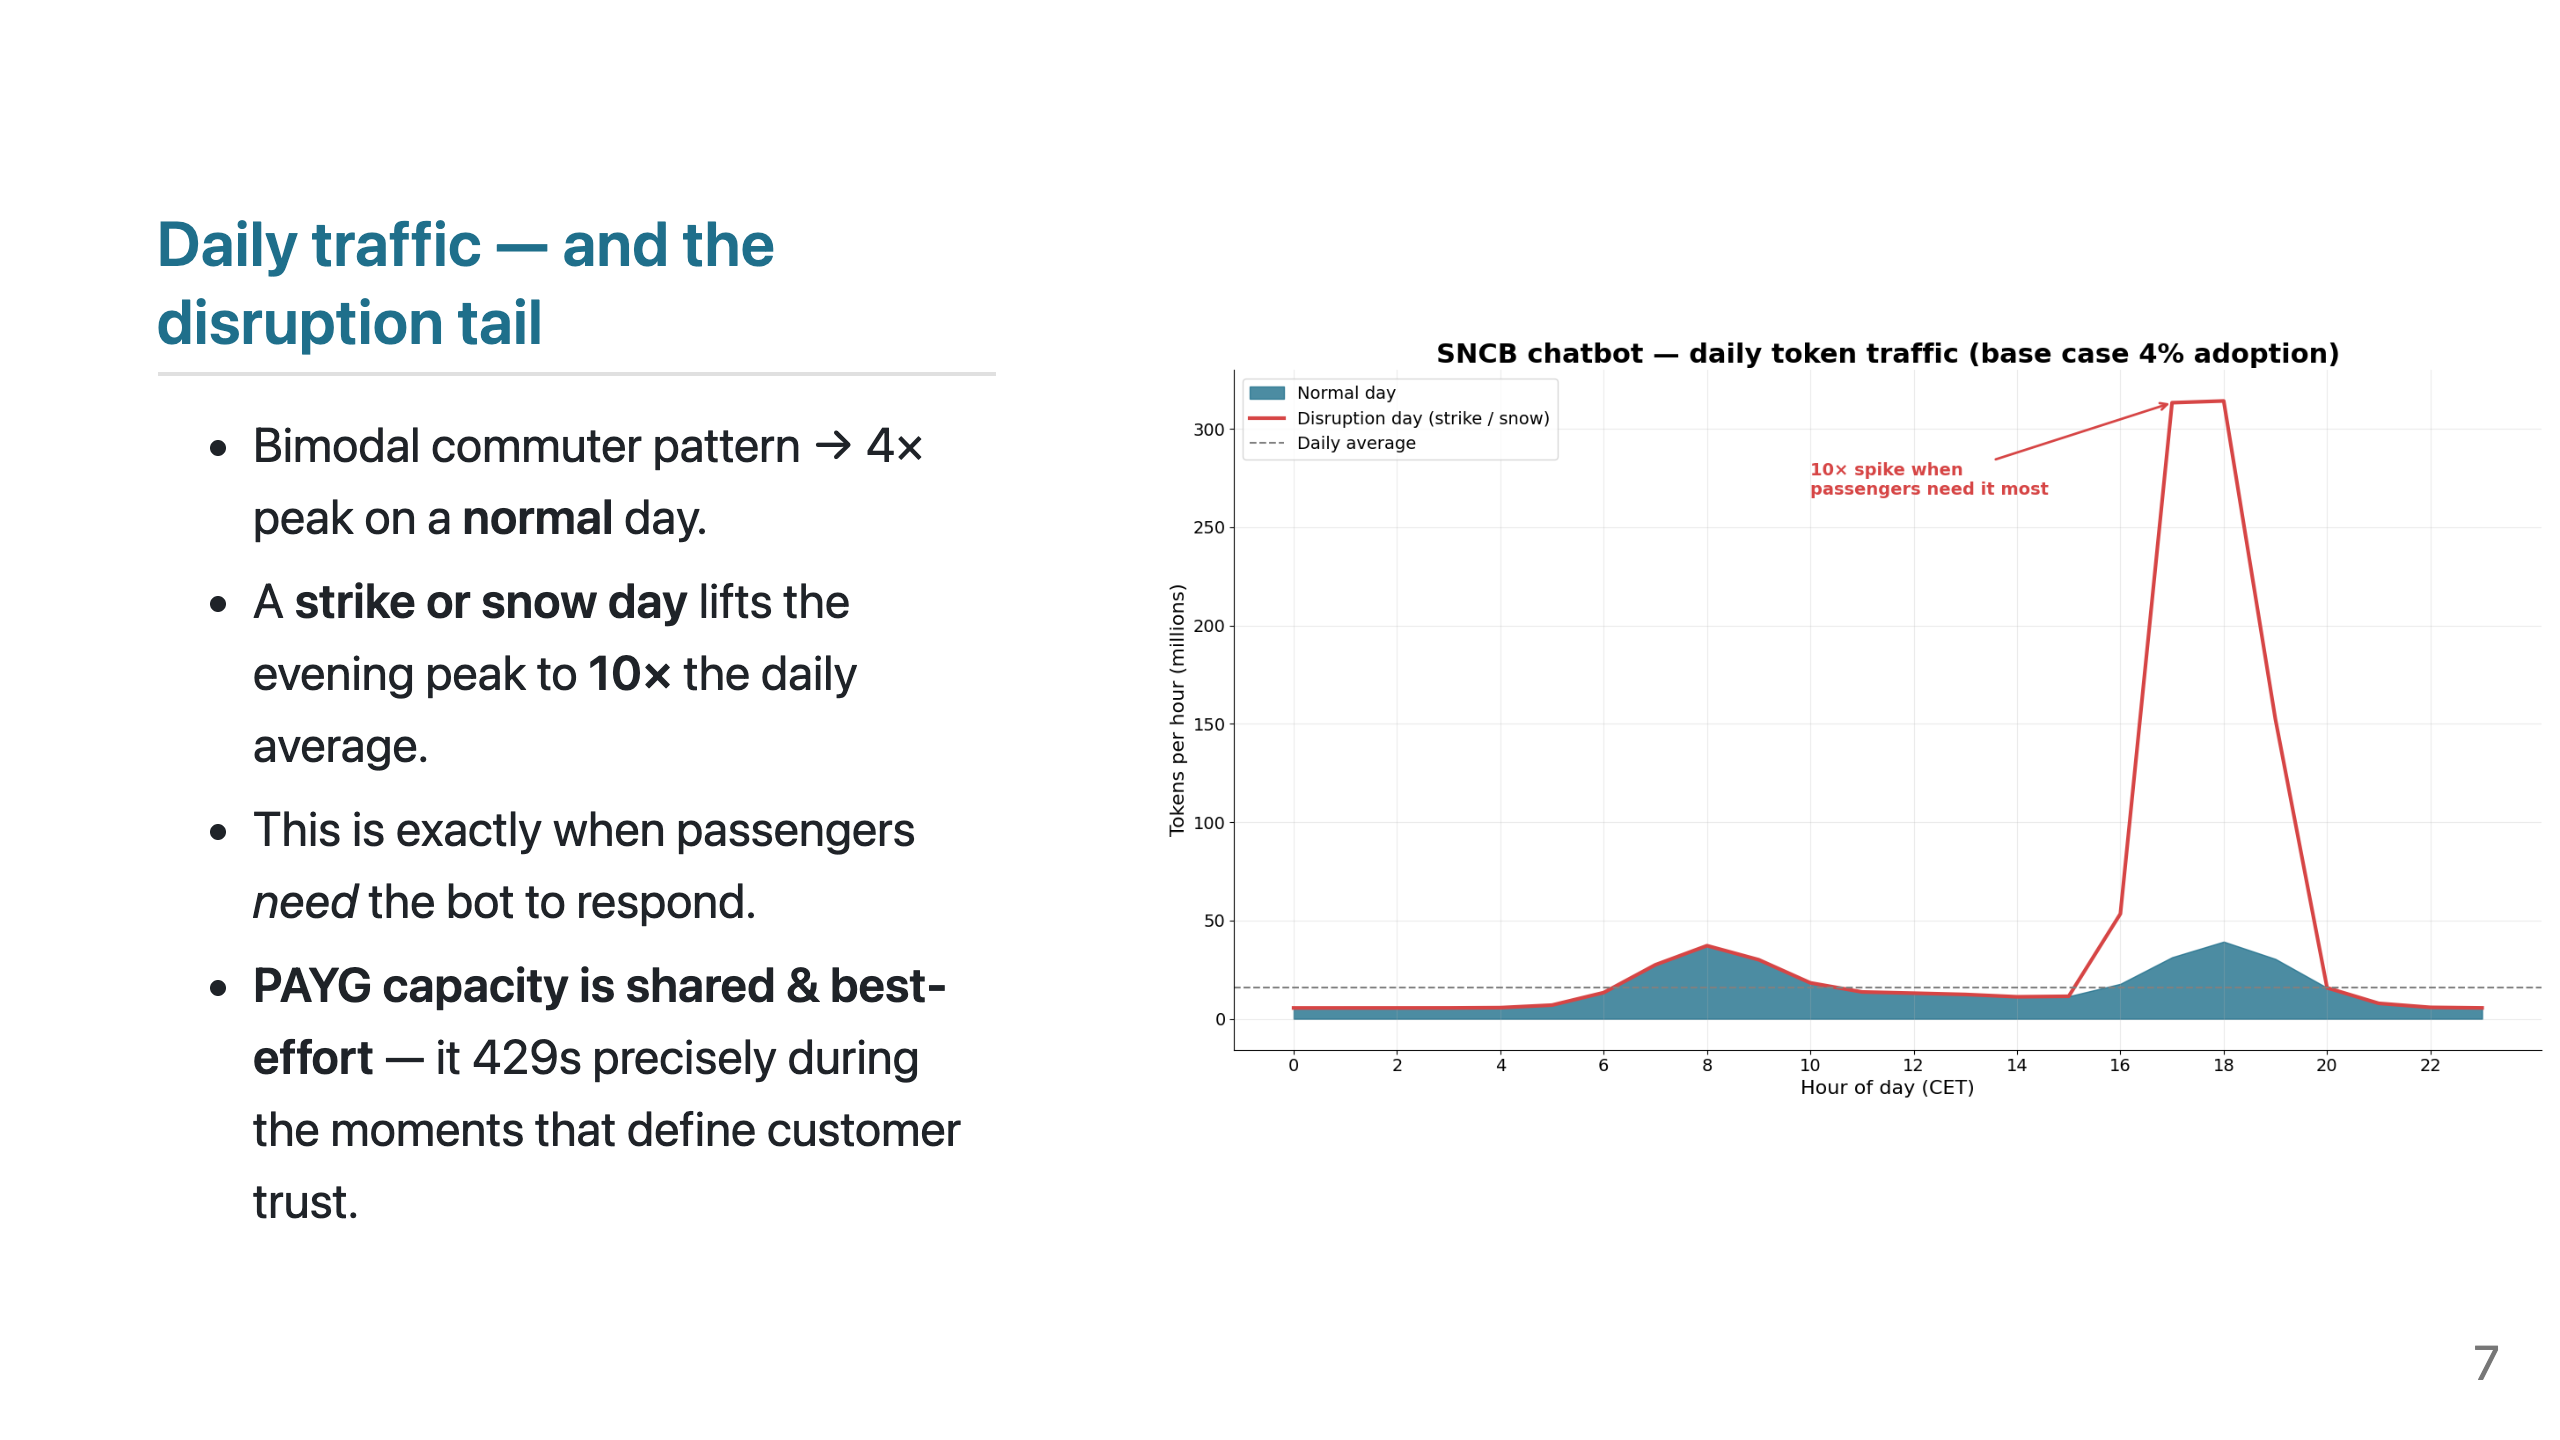 Daily traffic — and the
disruption tail
• Bimodal commuter pattern → 4×
peak on a normal day.
• A strike or snow day lifts the
evening peak to 10× the daily
average.
• This is exactly when passengers
need the bot to respond.
• PAYG capacity is shared & best-
effort — it 429s precisely during
the moments that define customer
trust.
SNCB chatbot — daily token traffic (base case 4% adoption)
Normal day
Disruption day (strike / snow)
Daily average
10× spike when
passengers need it most
Tokens per hour (millions)
300
250
200
150
100
50
0
0 2 4 6 8 10 12 14 16 18 20 22
Hour of day (CET)
7